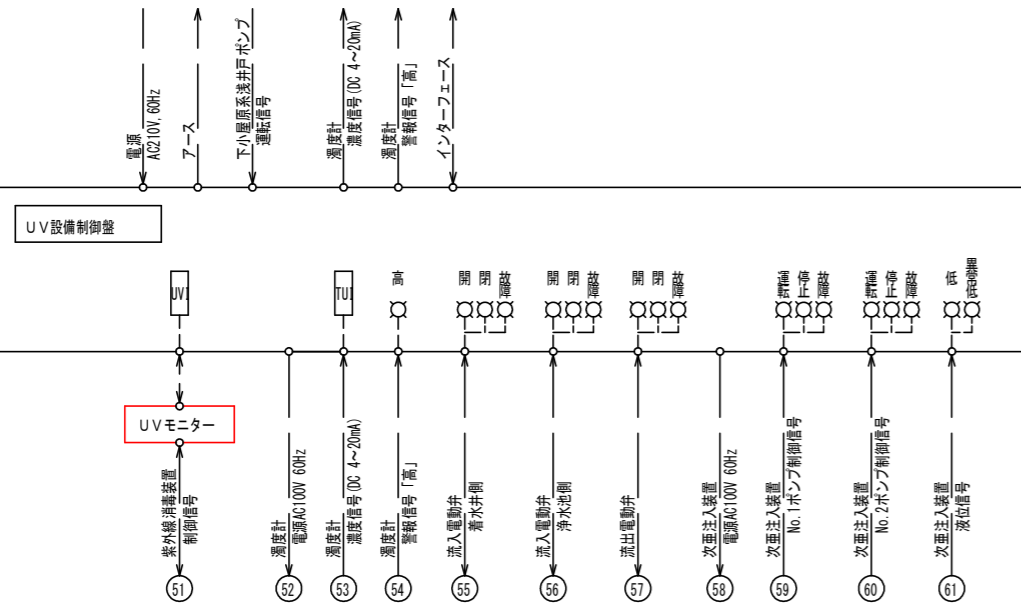 電源
AC210V,60Hz
アース
下小屋原系浅井戸ポンプ
運転信号
濁度計
濃度信号(DC 4～20mA)
濁度計
警報信号「高」
インターフェース
UV設備制御盤
UVI
TUI
高
開
閉
故障
開
閉
故障
開
閉
故障
運転
停止
故障
運転
停止
故障
低
異常低
UVモニター
紫外線消毒装置
制御信号
濁度計
電源AC100V 60Hz
濁度計
濃度信号(DC 4～20mA)
濁度計
警報信号「高」
流入電動弁
着水井側
流入電動弁
浄水池側
流出電動弁
次亜注入装置
電源AC100V 60Hz
次亜注入装置
No.1ポンプ制御信号
次亜注入装置
No.2ポンプ制御信号
次亜注入装置
液位信号
51
52
53
54
55
56
57
58
59
60
61